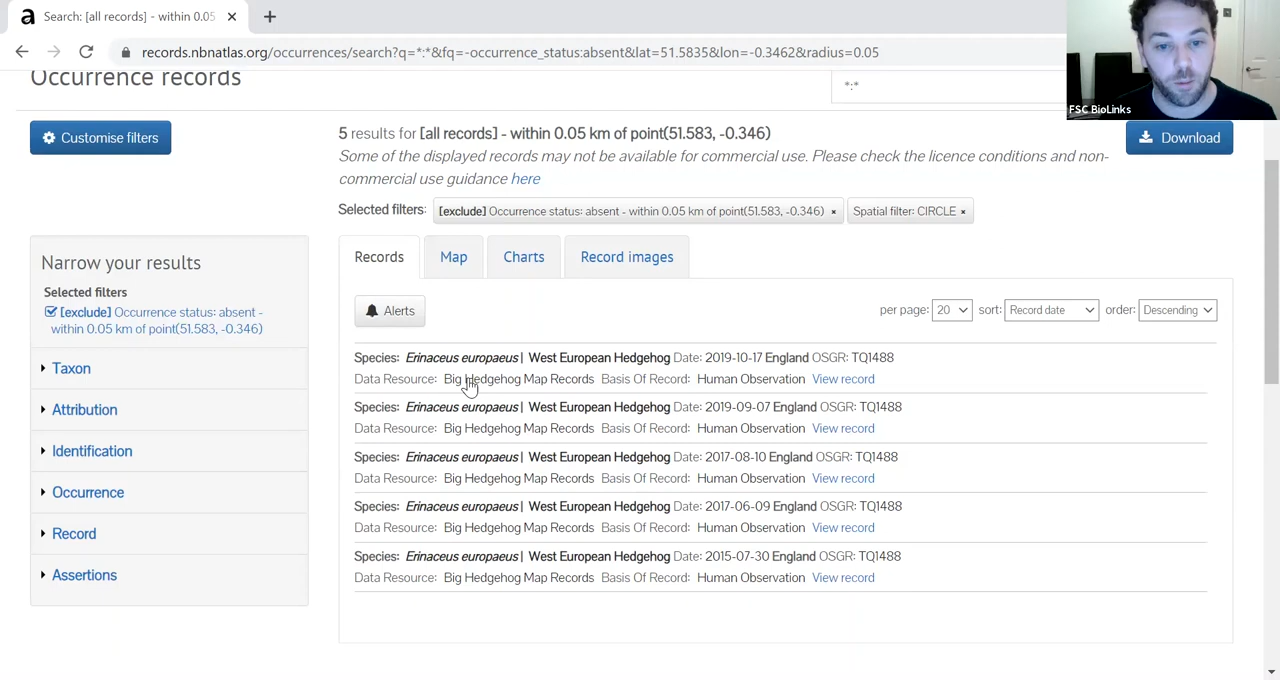 a Search: [all records] - within 0.05
records.nbnatlas.org/occurrences/search?q=*:*&fq=-occurrence_status:absent&lat=51.5835&lon=-0.3462&radius=0.05
FSC BioLinks
Occurrence records
*:*
Customise filters
5 results for [all records] - within 0.05 km of point(51.583, -0.346)
Download
Some of the displayed records may not be available for commercial use. Please check the licence conditions and non-
commercial use guidance here
Selected filters: [exclude] Occurrence status: absent - within 0.05 km of point(51.583, -0.346) × Spatial filter: CIRCLE ×
Narrow your results
Selected filters
[exclude] Occurrence status: absent -
within 0.05 km of point(51.583, -0.346)
Taxon
Attribution
Identification
Occurrence
Record
Assertions
Records Map Charts Record images
Alerts
per page: 20 sort: Record date order: Descending
Species: Erinaceus europaeus | West European Hedgehog Date: 2019-10-17 England OSGR: TQ1488
Data Resource: Big Hedgehog Map Records Basis Of Record: Human Observation View record
Species: Erinaceus europaeus | West European Hedgehog Date: 2019-09-07 England OSGR: TQ1488
Data Resource: Big Hedgehog Map Records Basis Of Record: Human Observation View record
Species: Erinaceus europaeus | West European Hedgehog Date: 2017-08-10 England OSGR: TQ1488
Data Resource: Big Hedgehog Map Records Basis Of Record: Human Observation View record
Species: Erinaceus europaeus | West European Hedgehog Date: 2017-06-09 England OSGR: TQ1488
Data Resource: Big Hedgehog Map Records Basis Of Record: Human Observation View record
Species: Erinaceus europaeus | West European Hedgehog Date: 2015-07-30 England OSGR: TQ1488
Data Resource: Big Hedgehog Map Records Basis Of Record: Human Observation View record